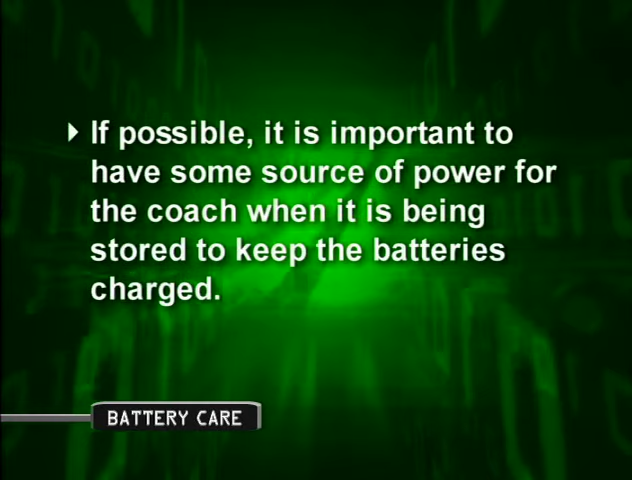 If possible, it is important to
have some source of power for
the coach when it is being
stored to keep the batteries
charged.
BATTERY CARE